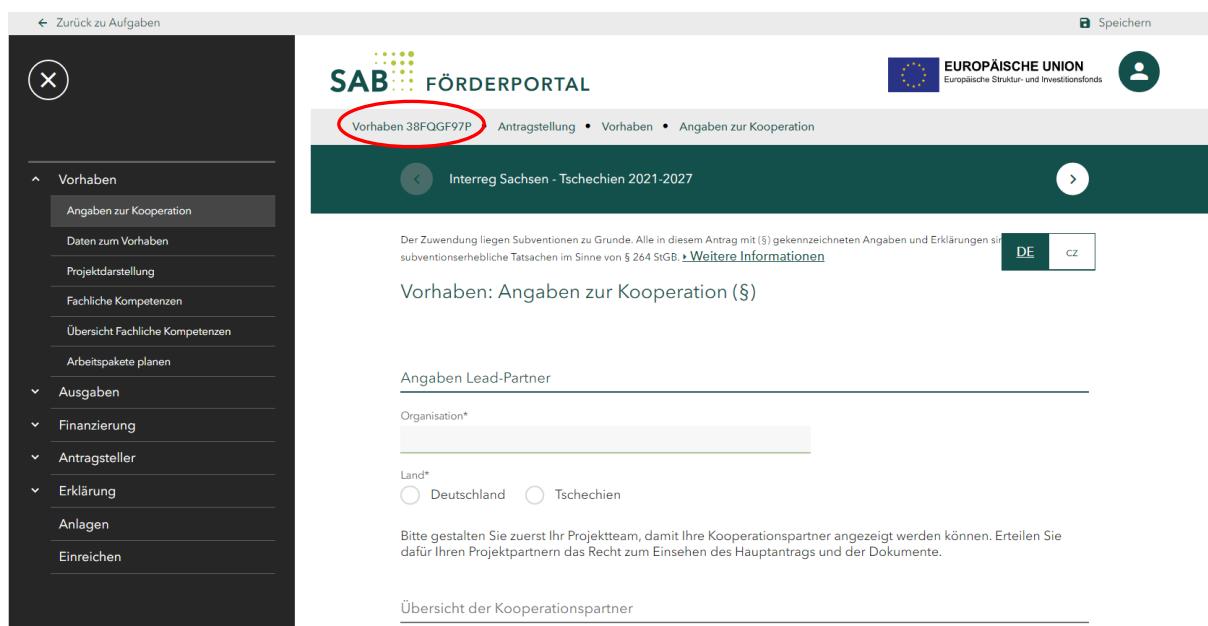 Zurück zu Aufgaben
Speichern
SAB FÖRDERPORTAL
EUROPÄISCHE UNION
Europäische Struktur- und Investitionsfonds
Vorhaben 38FQGF97P • Antragstellung • Vorhaben • Angaben zur Kooperation
Interreg Sachsen - Tschechien 2021-2027
Vorhaben
Angaben zur Kooperation
Daten zum Vorhaben
Projektdarstellung
Fachliche Kompetenzen
Übersicht Fachliche Kompetenzen
Arbeitspakete planen
Ausgaben
Finanzierung
Antragsteller
Erklärung
Anlagen
Einreichen
Der Zuwendung liegen Subventionen zu Grunde. Alle in diesem Antrag mit (§) gekennzeichneten Angaben und Erklärungen
subventionserhebliche Tatsachen im Sinne von § 264 StGB. Weitere Informationen
DE
CZ
Vorhaben: Angaben zur Kooperation (§)
Angaben Lead-Partner
Organisation*
Land*
Deutschland
Tschechien
Bitte gestalten Sie zuerst Ihr Projektteam, damit Ihre Kooperationspartner angezeigt werden können. Erteilen Sie
dafür Ihren Projektpartnern das Recht zum Einsehen des Hauptantrags und der Dokumente.
Übersicht der Kooperationspartner